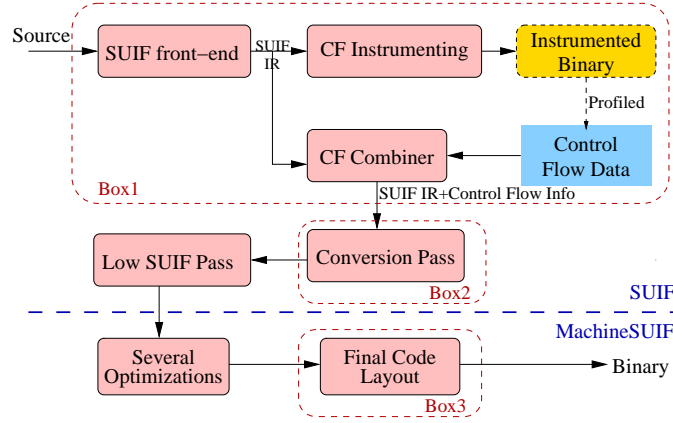 Source
SUIF front–end
SUIF
IR
CF Instrumenting
Instrumented
Binary
Profiled
CF Combiner
Control
Flow Data
Box1
SUIF IR+Control Flow Info
Low SUIF Pass
Conversion Pass
Box2
SUIF
MachineSUIF
Several
Optimizations
Final Code
Layout
Binary
Box3